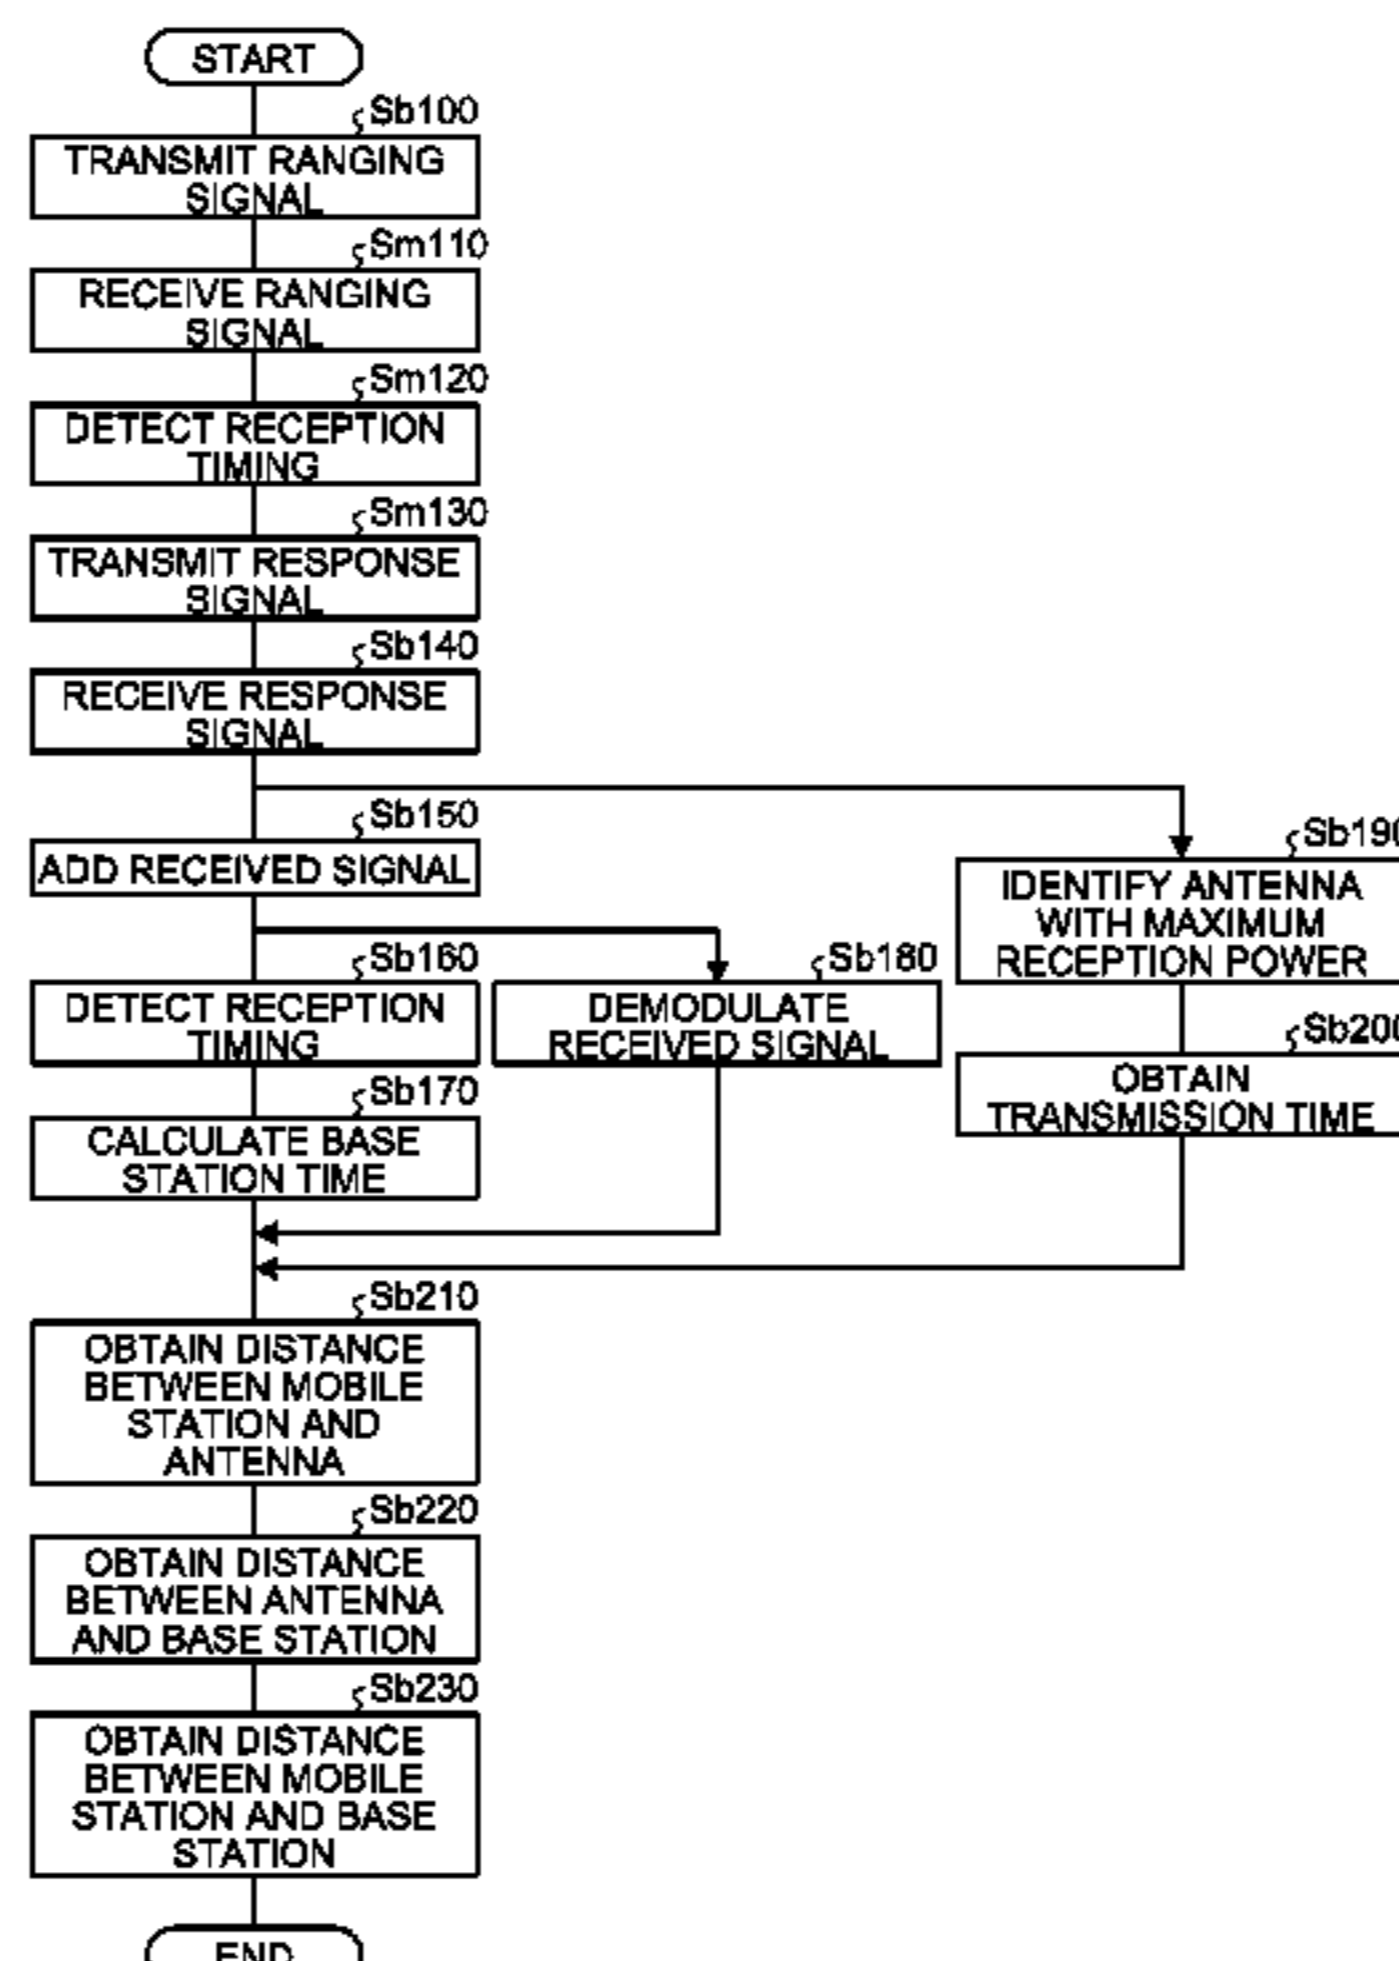 START
Sb100
TRANSMIT RANGING
SIGNAL
Sm110
RECEIVE RANGING
SIGNAL
Sm120
DETECT RECEPTION
TIMING
Sm130
TRANSMIT RESPONSE
SIGNAL
Sb140
RECEIVE RESPONSE
SIGNAL
Sb150
ADD RECEIVED SIGNAL
Sb160
DETECT RECEPTION
TIMING
Sb170
CALCULATE BASE
STATION TIME
Sb180
DEMODULATE
RECEIVED SIGNAL
Sb190
IDENTIFY ANTENNA
WITH MAXIMUM
RECEPTION POWER
Sb200
OBTAIN
TRANSMISSION TIME
Sb210
OBTAIN DISTANCE
BETWEEN MOBILE
STATION AND
ANTENNA
Sb220
OBTAIN DISTANCE
BETWEEN ANTENNA
AND BASE STATION
Sb230
OBTAIN DISTANCE
BETWEEN MOBILE
STATION AND BASE
STATION
END